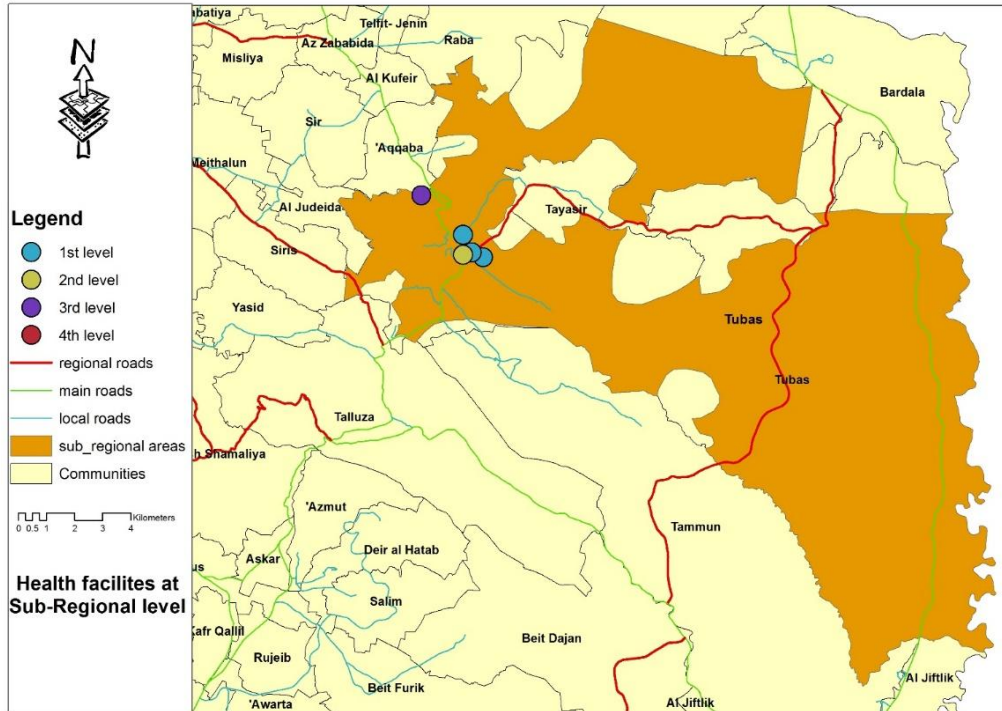 N
Legend
1st level
2nd level
3rd level
4th level
regional roads
main roads
local roads
sub_regional areas
Communities
0 0.5 1 2 3 4 Kilometers
Health facilites at
Sub-Regional level
Telfit- Jenin
Az Zababida
Raba
Misliya
Al Kufeir
Bardala
Sir
'Aqqaba
Meithalun
Al Judeida
Tayasir
Siris
Yasid
Tubas
Tubas
Talluza
Shamaliya
'Azmut
Tammun
Askar
Deir al Hatab
Salim
Kafr Qallil
Beit Dajan
Rujeib
Beit Furik
Al Jiftlik
'Awarta
Al Jiftlik